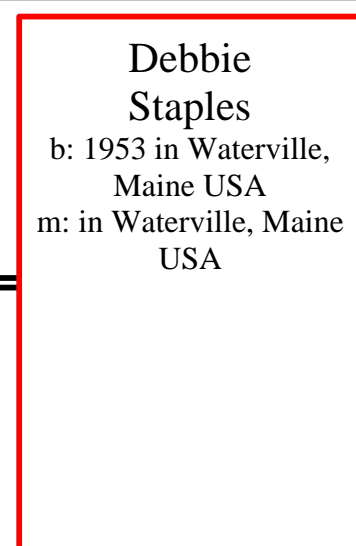 Debbie
Staples
b: 1953 in Waterville,
Maine USA
m: in Waterville, Maine
USA